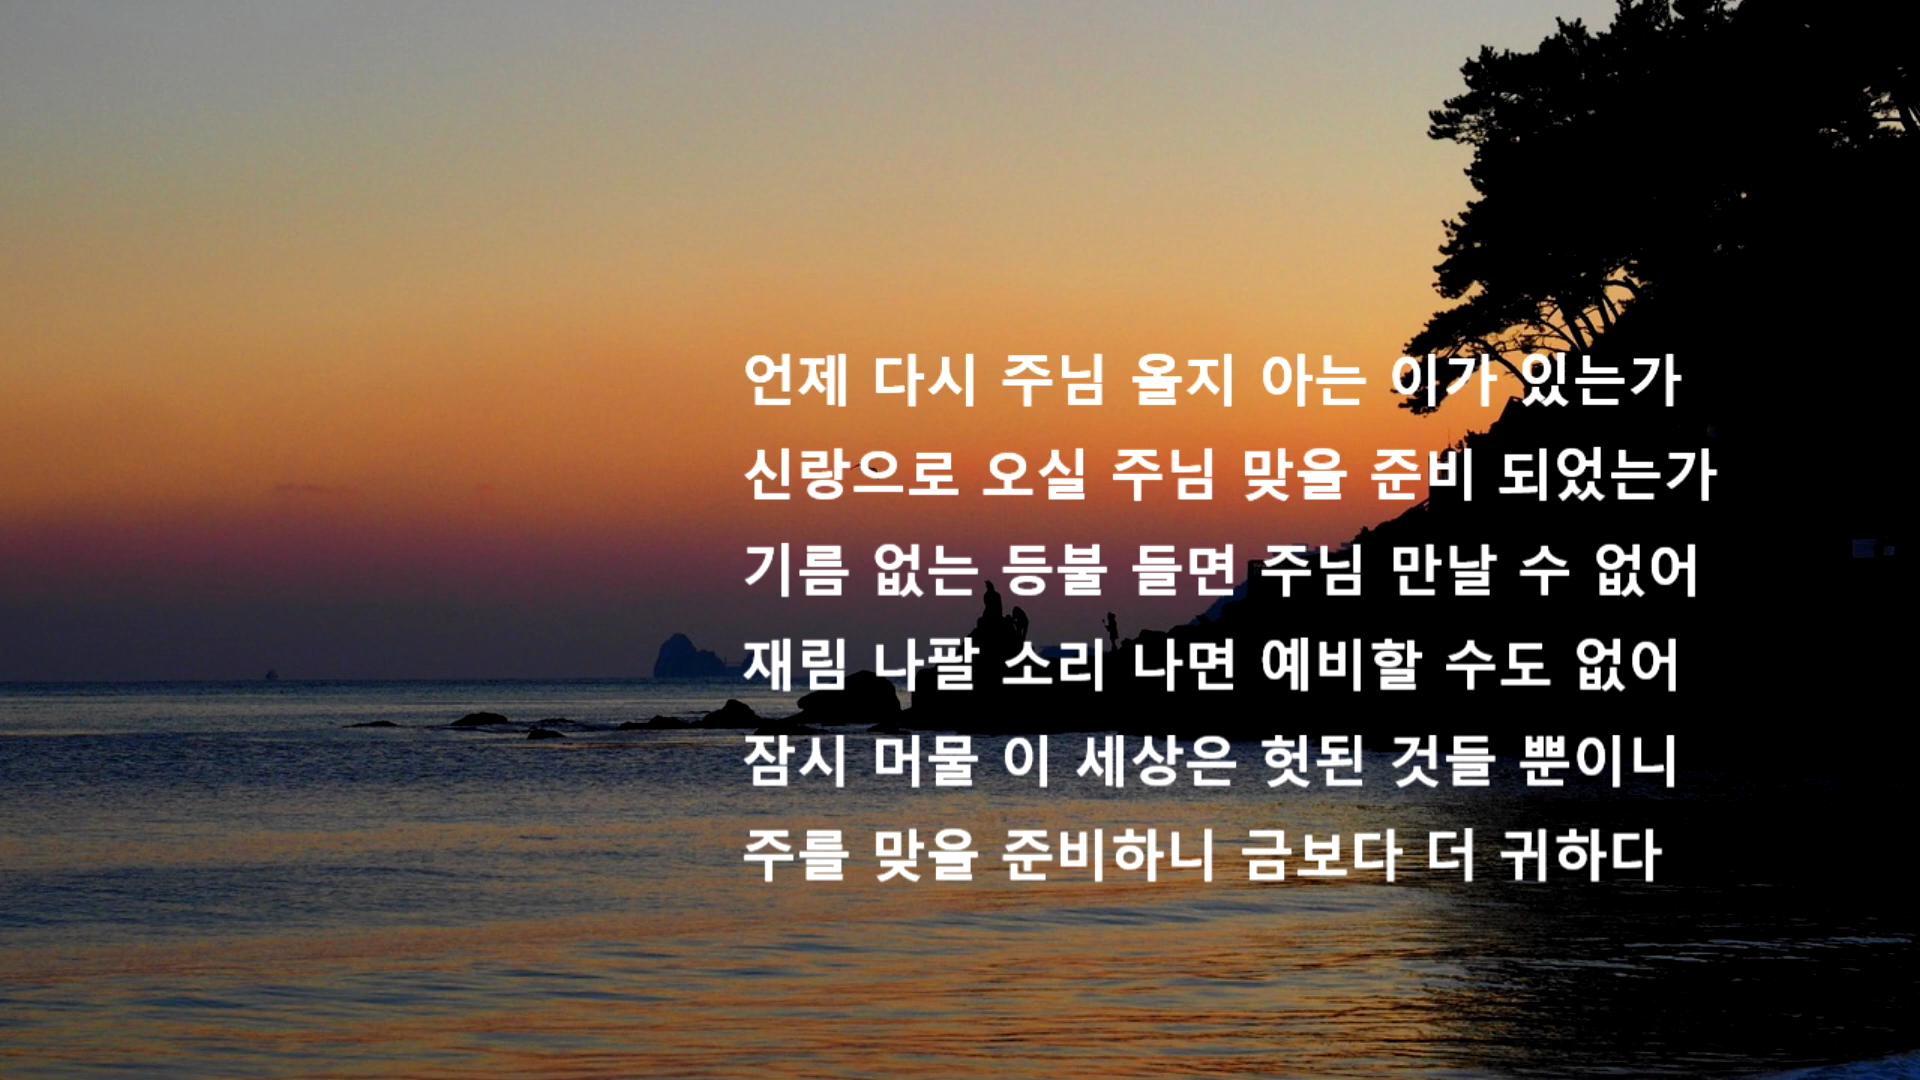 언제 다시 주님 올지 아는 이가 있는가
신랑으로 오실 주님 맞을 준비 되었는가
기름 없는 등불 들면 주님 만날 수 없어
재림 나팔 소리 나면 예비할 수도 없어
잠시 머물 이 세상은 헛된 것들 뿐이니
주를 맞을 준비하니 금보다 더 귀하다